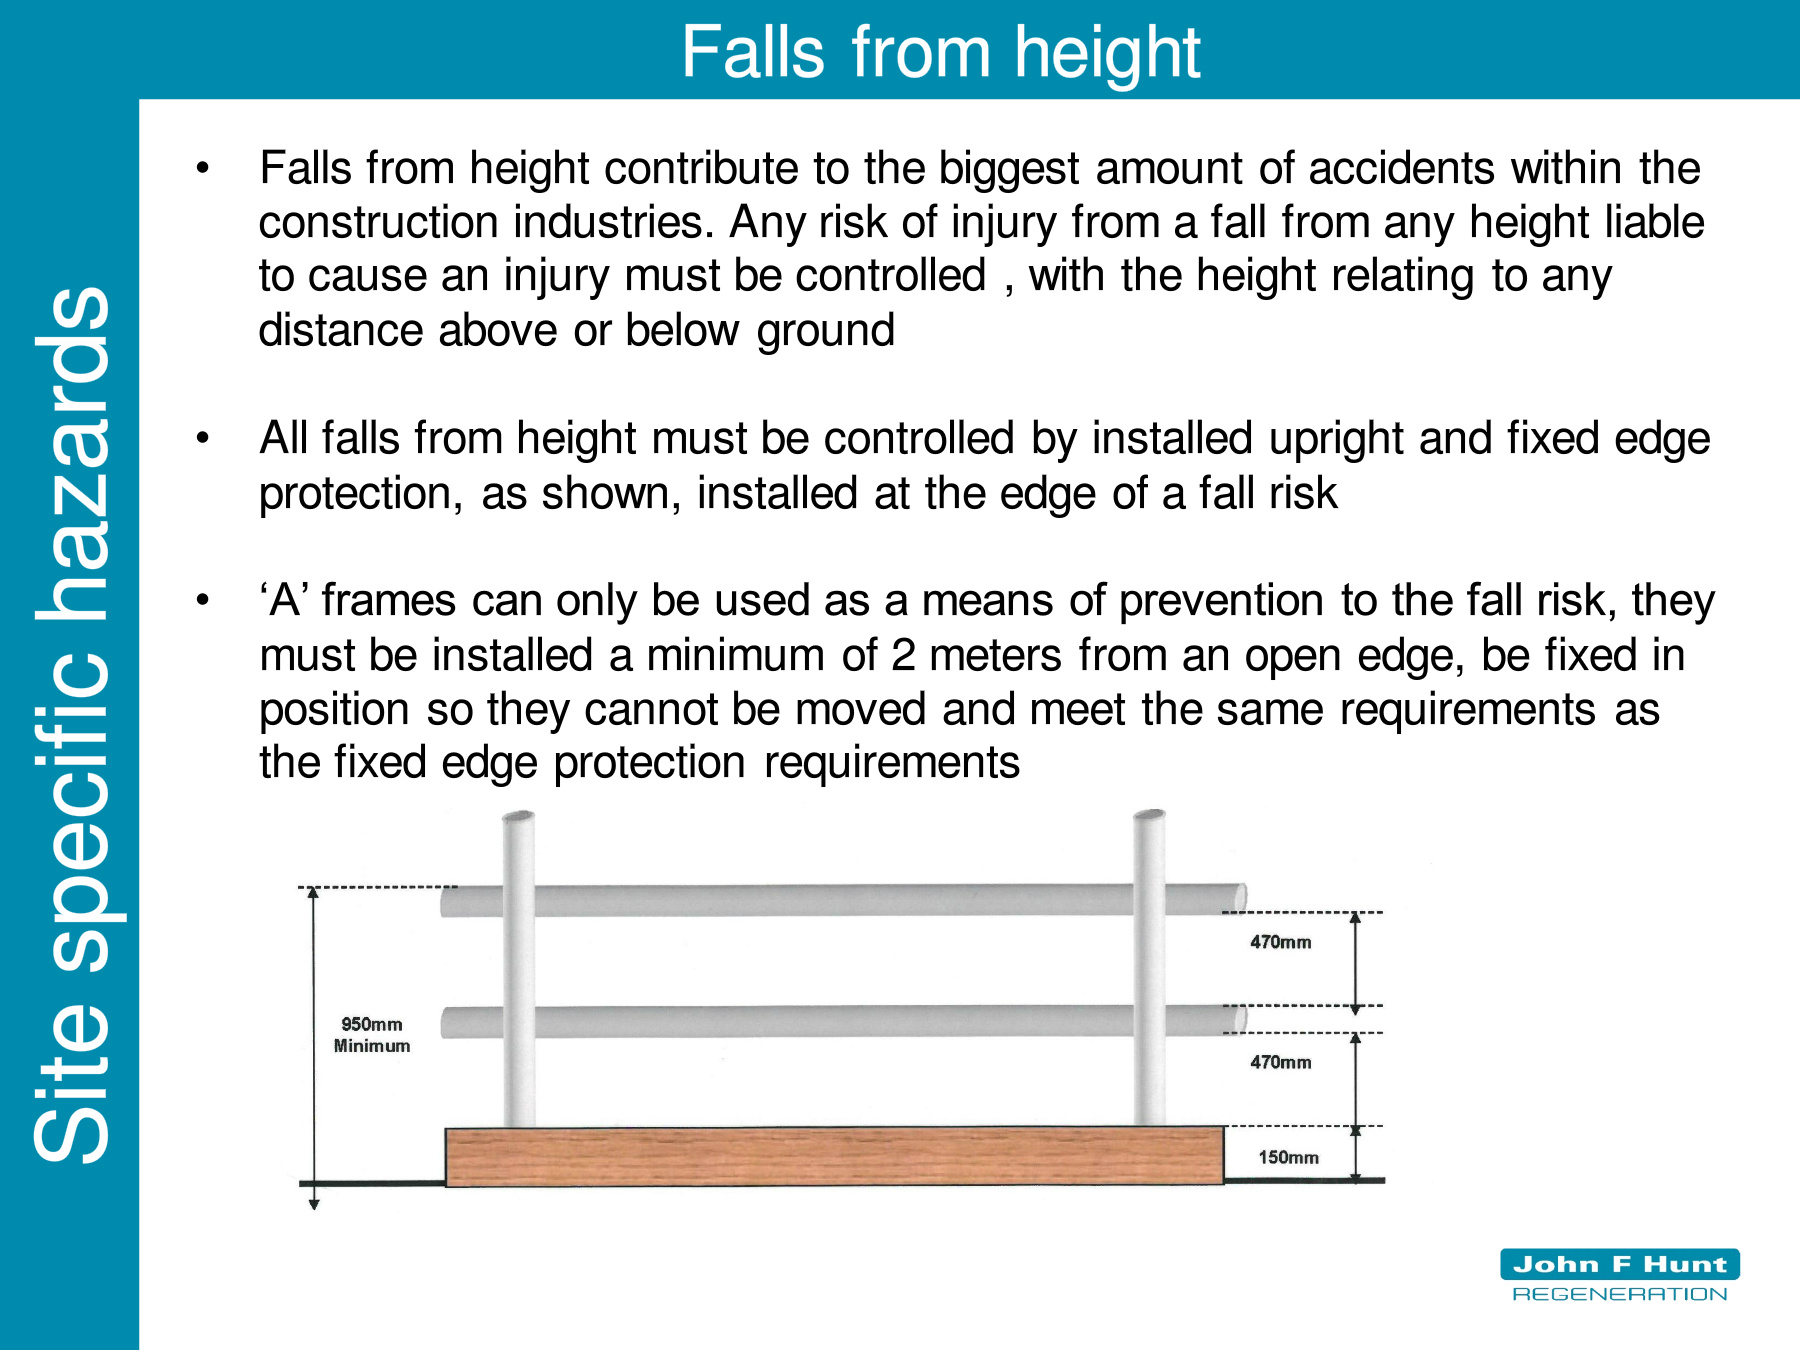 Falls from height
Site specific hazards
• Falls from height contribute to the biggest amount of accidents within the
construction industries. Any risk of injury from a fall from any height liable
to cause an injury must be controlled , with the height relating to any
distance above or below ground
• All falls from height must be controlled by installed upright and fixed edge
protection, as shown, installed at the edge of a fall risk
• ‘A’ frames can only be used as a means of prevention to the fall risk, they
must be installed a minimum of 2 meters from an open edge, be fixed in
position so they cannot be moved and meet the same requirements as
the fixed edge protection requirements
470mm
950mm
Minimum
470mm
150mm
John F Hunt
REGENERATION